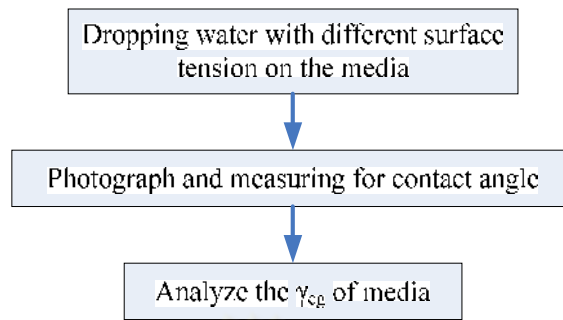 Dropping water with different surface
tension on the media
Photograph and measuring for contact angle
Analyze the γcg of media